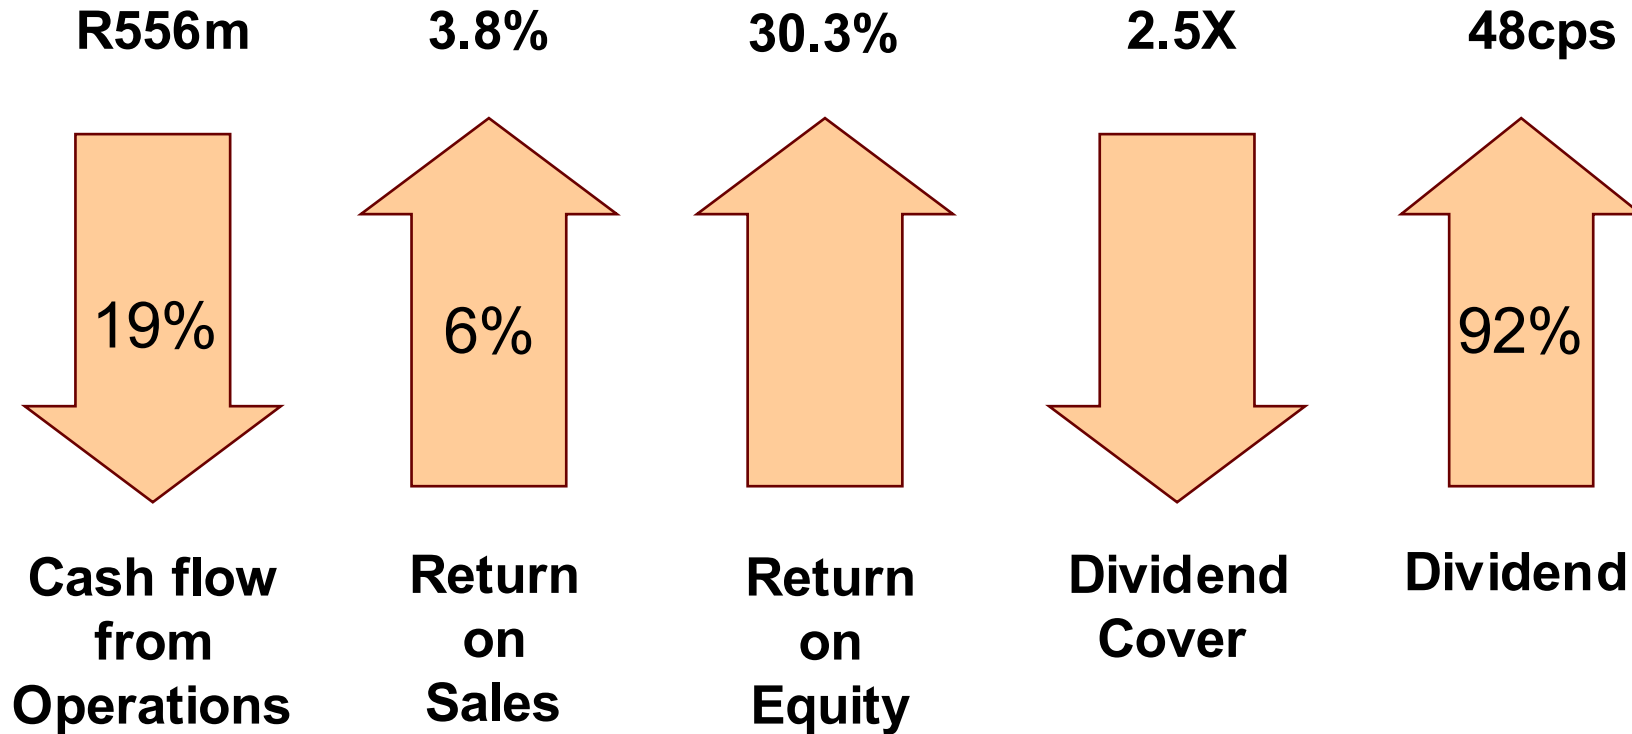 R556m 3.8% 30.3% 2.5X 48cps
19% 6% 92%
Cash flow
from
Operations
Return
on
Sales
Return
on
Equity
Dividend
Cover
Dividend